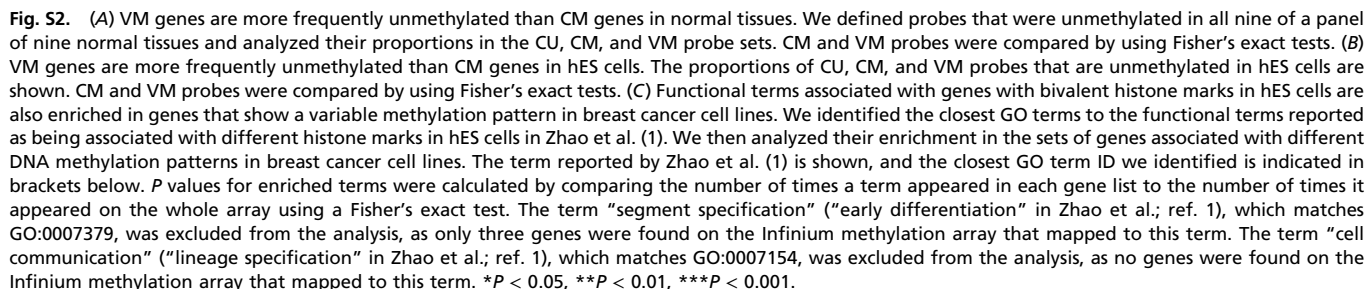 Fig. S2. (A) VM genes are more frequently unmethylated than CM genes in normal tissues. We defined probes that were unmethylated in all nine of a panel
of nine normal tissues and analyzed their proportions in the CU, CM, and VM probe sets. CM and VM probes were compared by using Fisher's exact tests. (B)
VM genes are more frequently unmethylated than CM genes in hES cells. The proportions of CU, CM, and VM probes that are unmethylated in hES cells are
shown. CM and VM probes were compared by using Fisher's exact tests. (C) Functional terms associated with genes with bivalent histone marks in hES cells are
also enriched in genes that show a variable methylation pattern in breast cancer cell lines. We identified the closest GO terms to the functional terms reported
as being associated with different histone marks in hES cells in Zhao et al. (1). We then analyzed their enrichment in the sets of genes associated with different
DNA methylation patterns in breast cancer cell lines. The term reported by Zhao et al. (1) is shown, and the closest GO term ID we identified is indicated in
brackets below. P values for enriched terms were calculated by comparing the number of times a term appeared in each gene list to the number of times it
appeared on the whole array using a Fisher's exact test. The term "segment specification" ("early differentiation" in Zhao et al.; ref. 1), which matches
GO:0007379, was excluded from the analysis, as only three genes were found on the Infinium methylation array that mapped to this term. The term "cell
communication" ("lineage specification" in Zhao et al.; ref. 1), which matches GO:0007154, was excluded from the analysis, as no genes were found on the
Infinium methylation array that mapped to this term. *P < 0.05, **P < 0.01, ***P < 0.001.